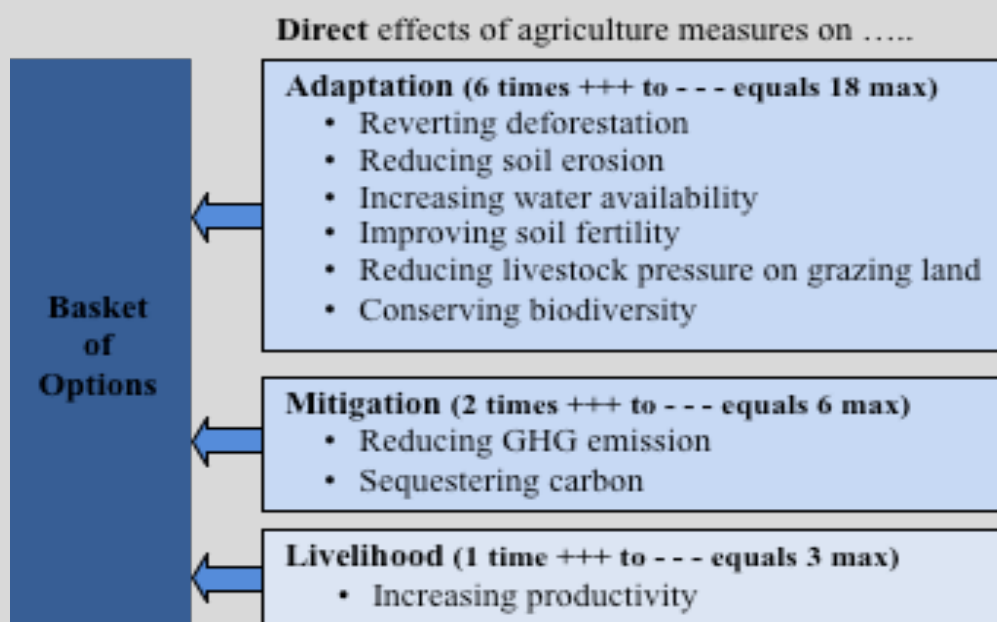 Direct effects of agriculture measures on …..
Adaptation (6 times +++ to - - - equals 18 max)
• Reverting deforestation
• Reducing soil erosion
• Increasing water availability
• Improving soil fertility
• Reducing livestock pressure on grazing land
• Conserving biodiversity
Basket
of
Options
Mitigation (2 times +++ to - - - equals 6 max)
• Reducing GHG emission
• Sequestering carbon
Livelihood (1 time +++ to - - - equals 3 max)
• Increasing productivity